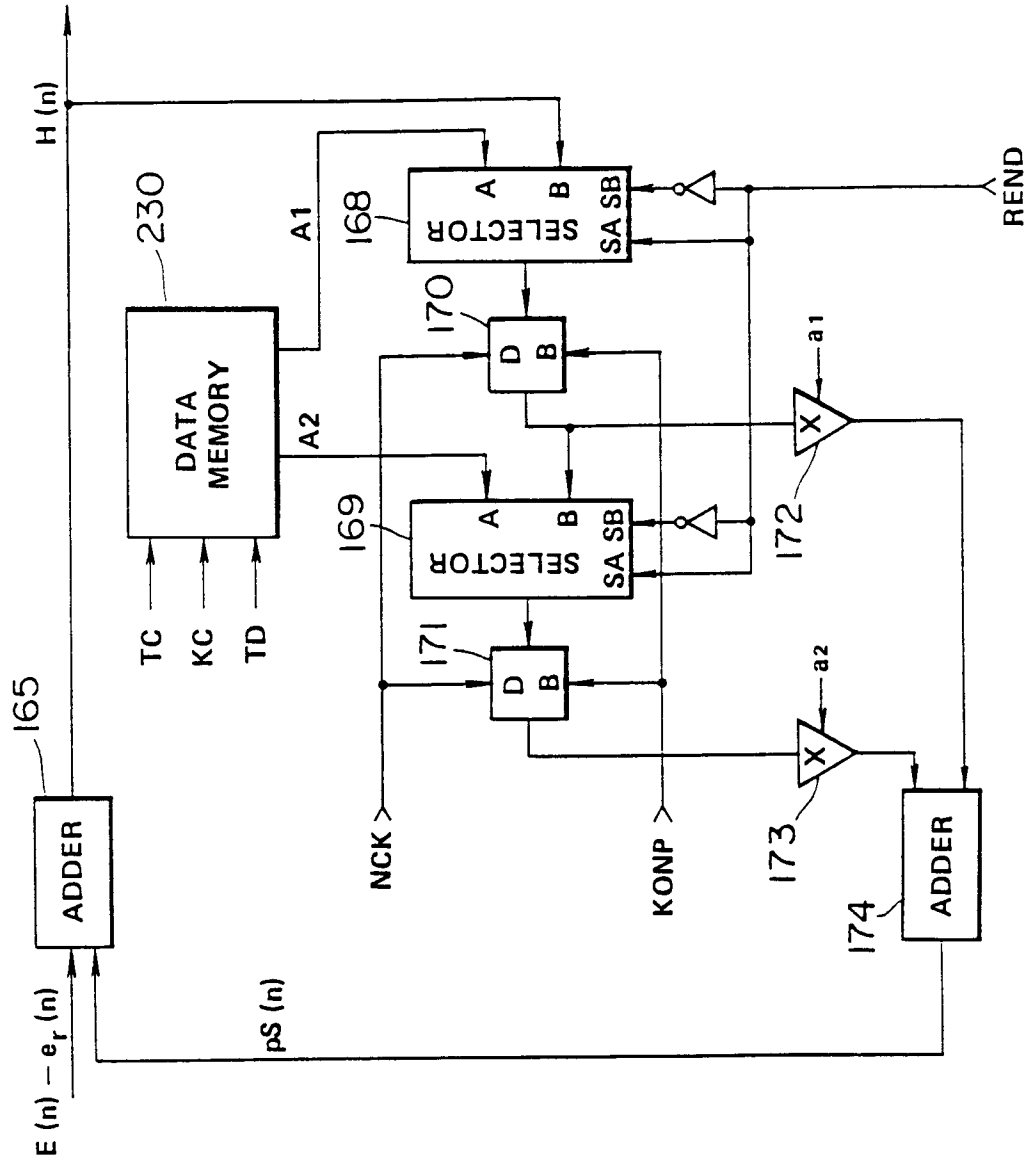 E (n) − er (n)
pS (n)
ADDER
165
H (n)
TC
KC
TD
DATA
MEMORY
230
A2
A1
NCK
KONP
171
D
B
169
SELECTOR
A
B
SA SB
170
D
B
168
SELECTOR
A
B
SA SB
REND
X
a2
173
X
a1
172
174
ADDER